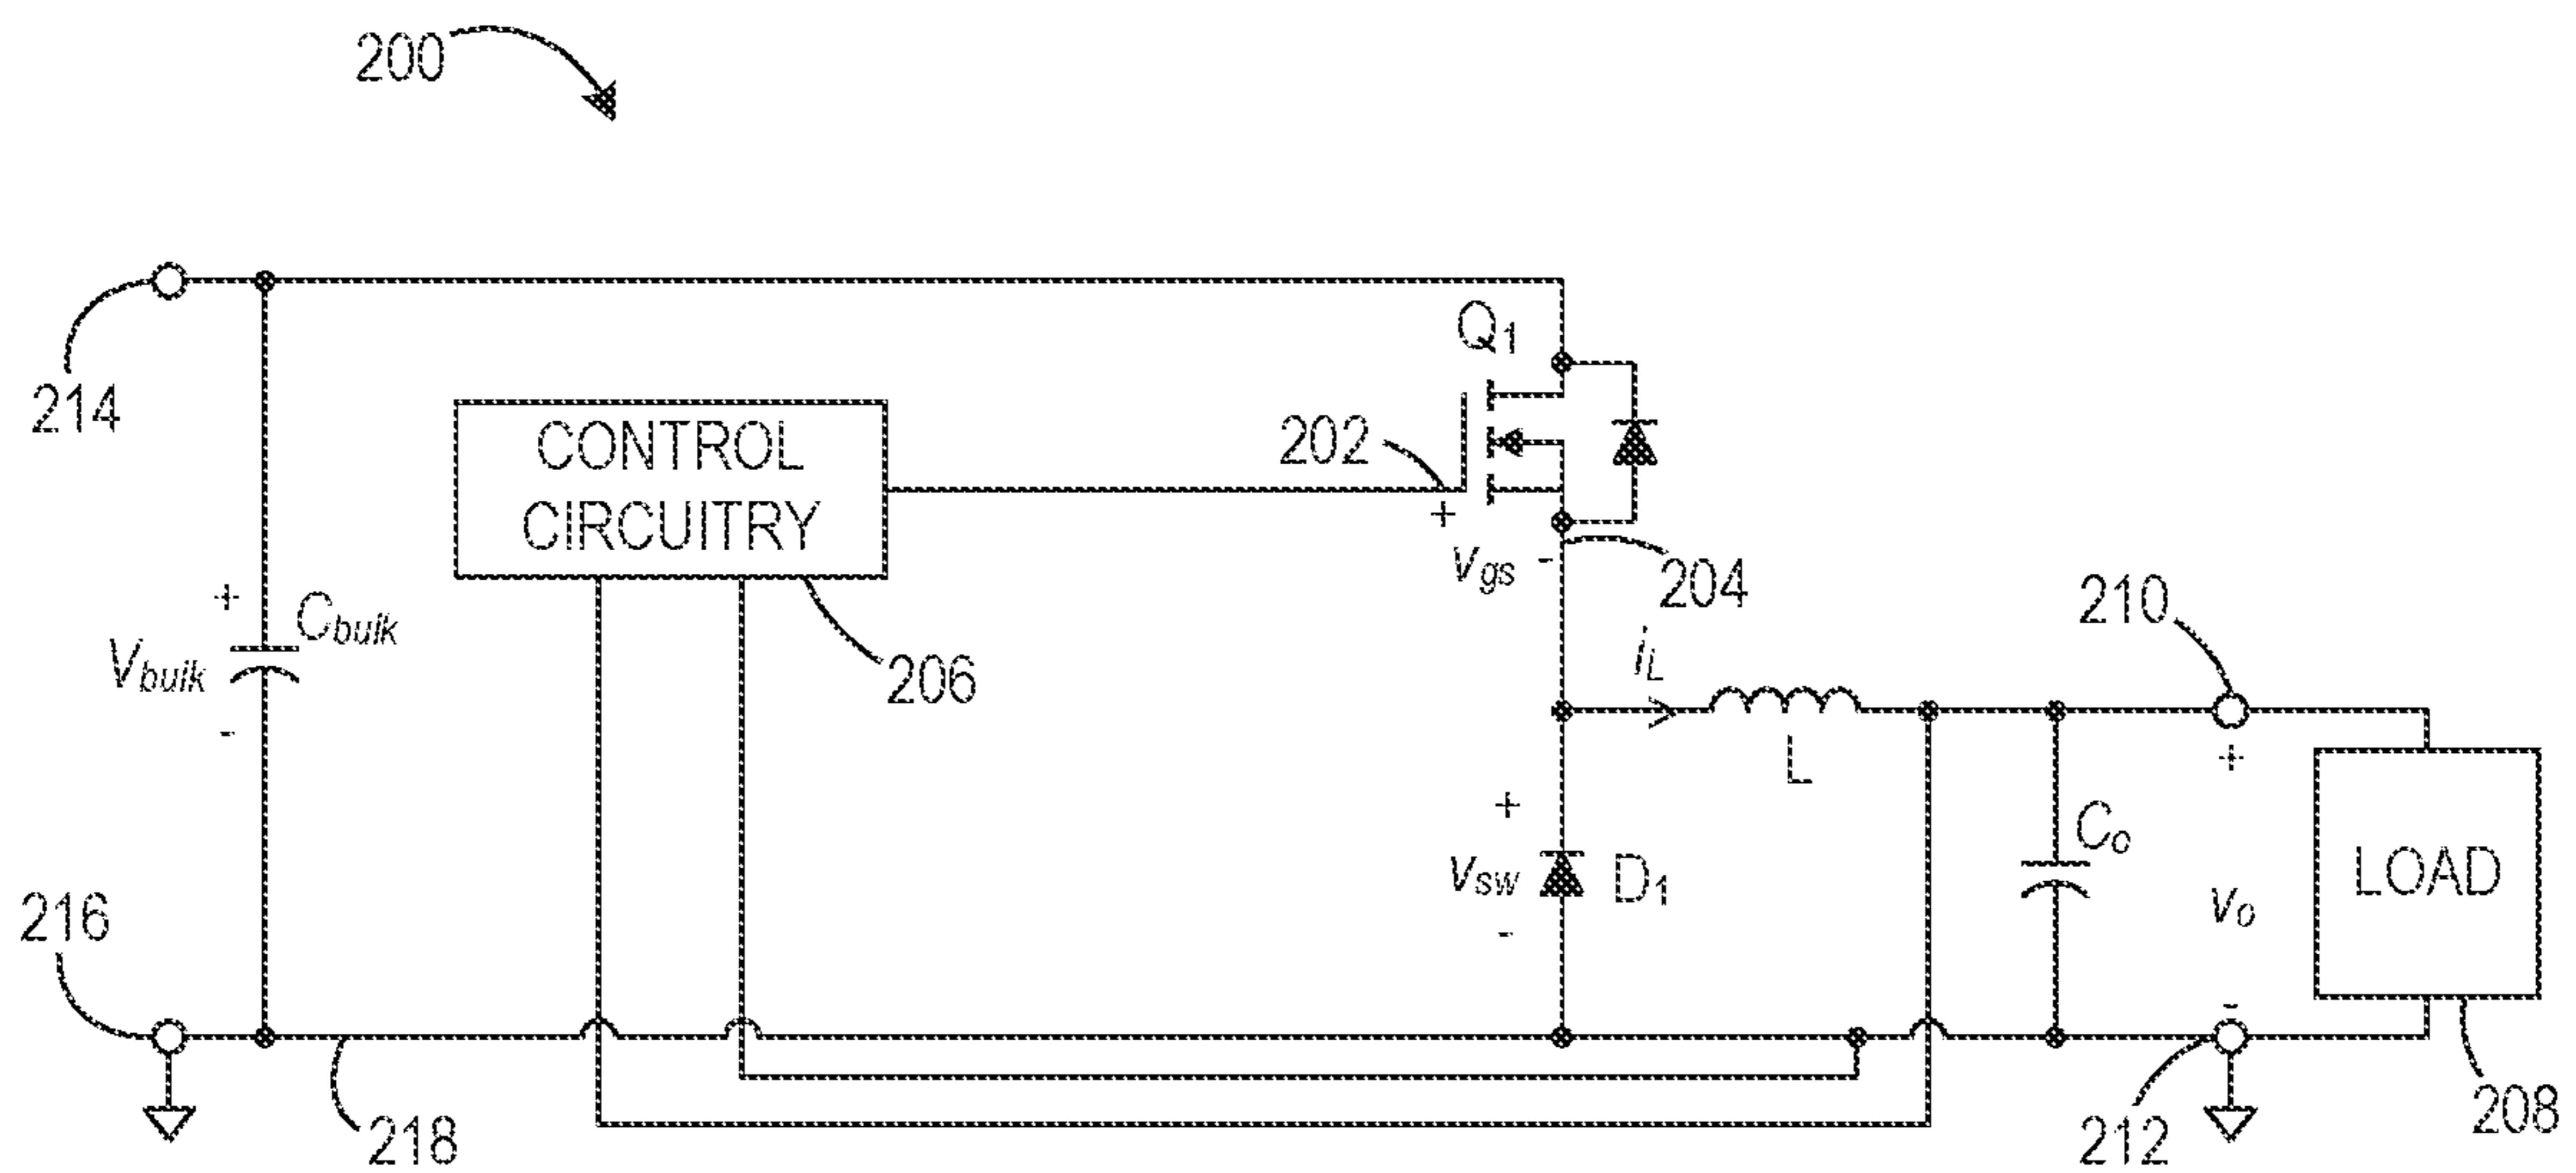 200
214
Q1
CONTROL
CIRCUITRY
202
+
vgs
-
204
+
Cbulk
Vbulk
-
206
210
iL
L
+
+
Co
vsw
D1
LOAD
vo
-
-
216
218
212
208